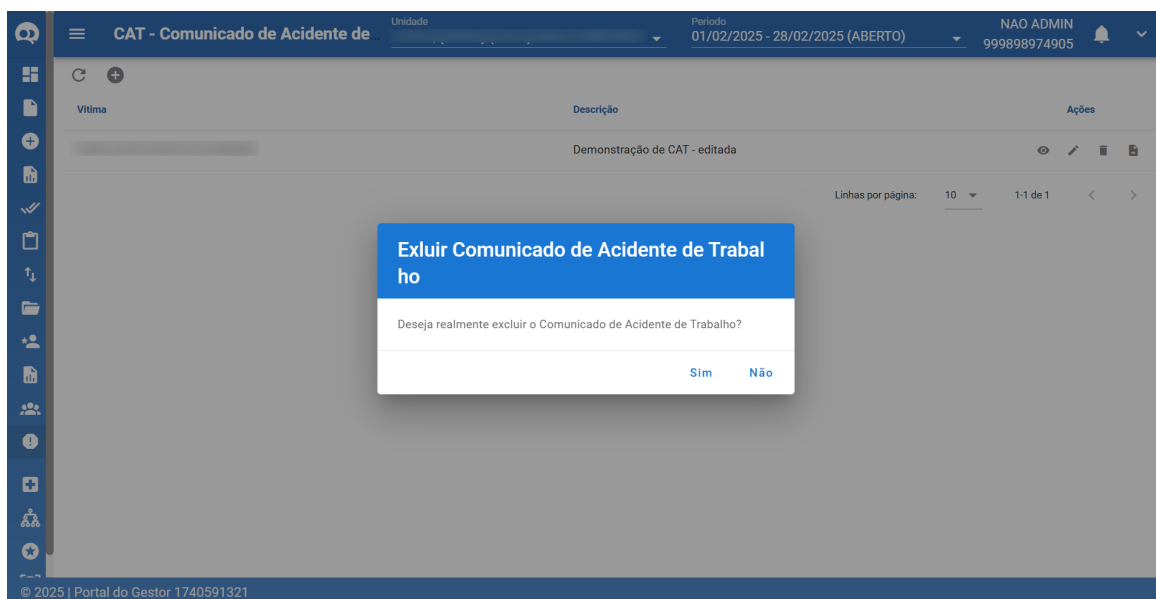 CAT - Comunicado de Acidente de
Unidade
Periodo
01/02/2025 - 28/02/2025 (ABERTO)
NAO ADMIN
999898974905
Vitima
Descrição
Ações
Demonstração de CAT - editada
Linhas por página:
10
1-1 de 1
Exluir Comunicado de Acidente de Trabal
ho
Deseja realmente excluir o Comunicado de Acidente de Trabalho?
Sim
Não
© 2025 | Portal do Gestor 1740591321